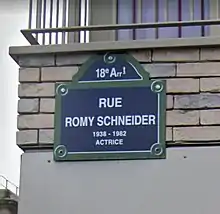 18ᵉ Arrᵗ
RUE
ROMY SCHNEIDER
1938 - 1982
ACTRICE